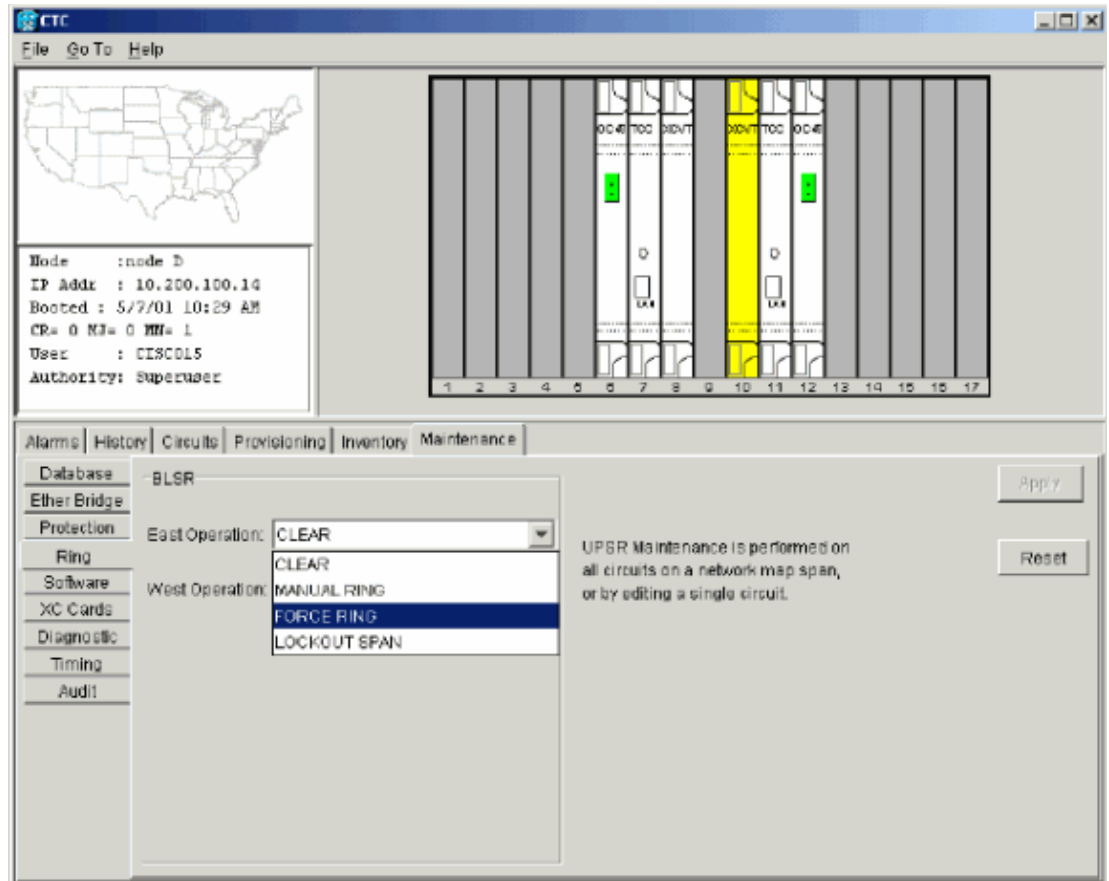 CTC
File Go To Help
OC48 TCC XCVT XCVT TCC OC48
D D
LAN LAN
1 2 3 4 5 6 7 8 9 10 11 12 13 14 15 16 17
Node :node D
IP Addr : 10.200.100.14
Booted : 5/7/01 10:29 AM
CR= 0 MJ= 0 MN= 1
User : CISCO15
Authority: Superuser
Alarms History Circuits Provisioning Inventory Maintenance
Database
Ether Bridge
Protection
Ring
Software
XC Cards
Diagnostic
Timing
Audit
BLSR
East Operation: CLEAR
CLEAR
West Operation: MANUAL RING
FORCE RING
LOCKOUT SPAN
UPSR Maintenance is performed on
all circuits on a network map span,
or by editing a single circuit.
Apply
Reset